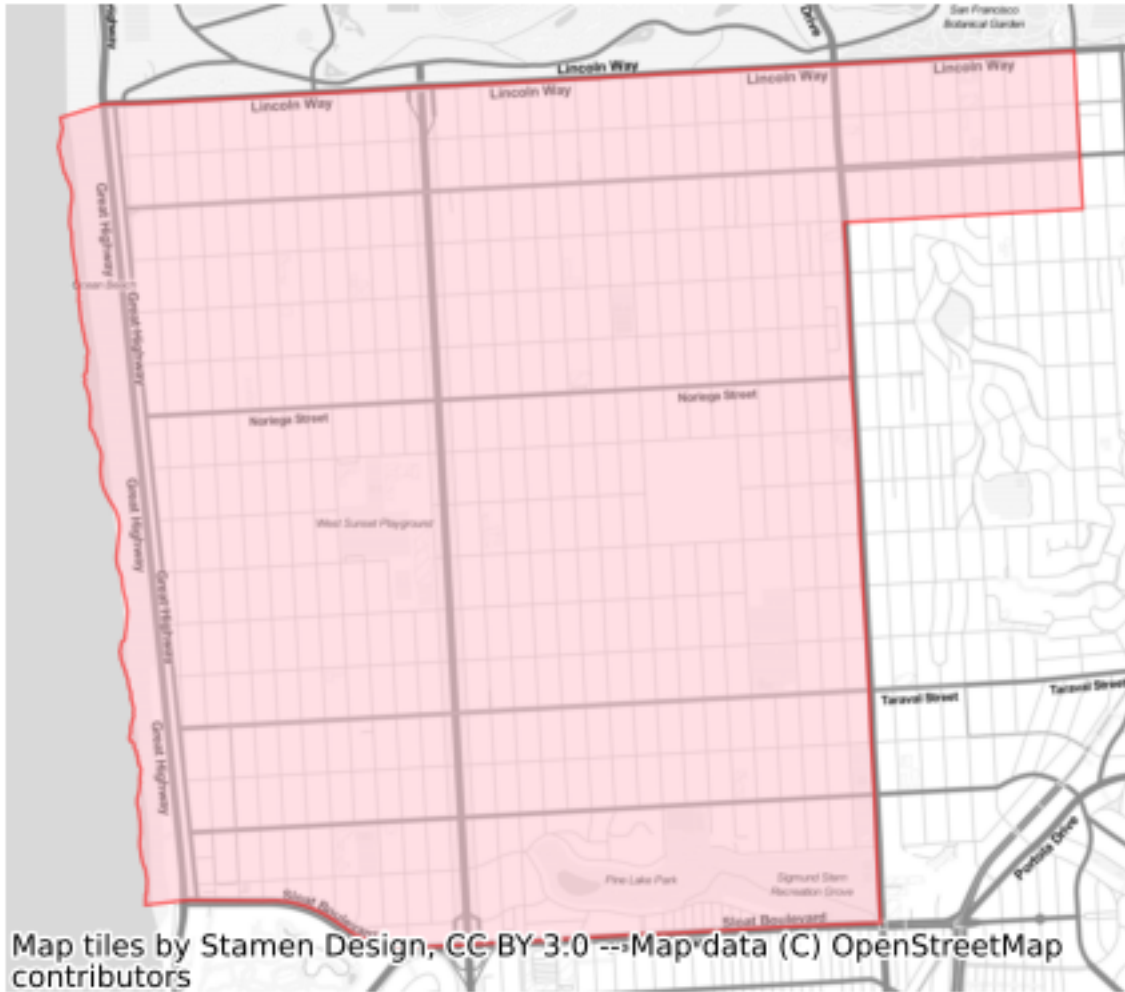 San Francisco
Botanical Garden
Drive
Lincoln Way
Lincoln Way
Lincoln Way
Lincoln Way
Lincoln Way
Great Highway
Great Highway
Noriega Street
Noriega Street
Great Highway
West Sunset Playground
Great Highway
Taraval Street
Taraval Street
Great Highway
Portola Drive
Pine Lake Park
Sigmund Stern
Recreation Grove
Sloat Boulevard
Sloat Boulevard
Map tiles by Stamen Design, CC BY 3.0 -- Map data (C) OpenStreetMap
contributors